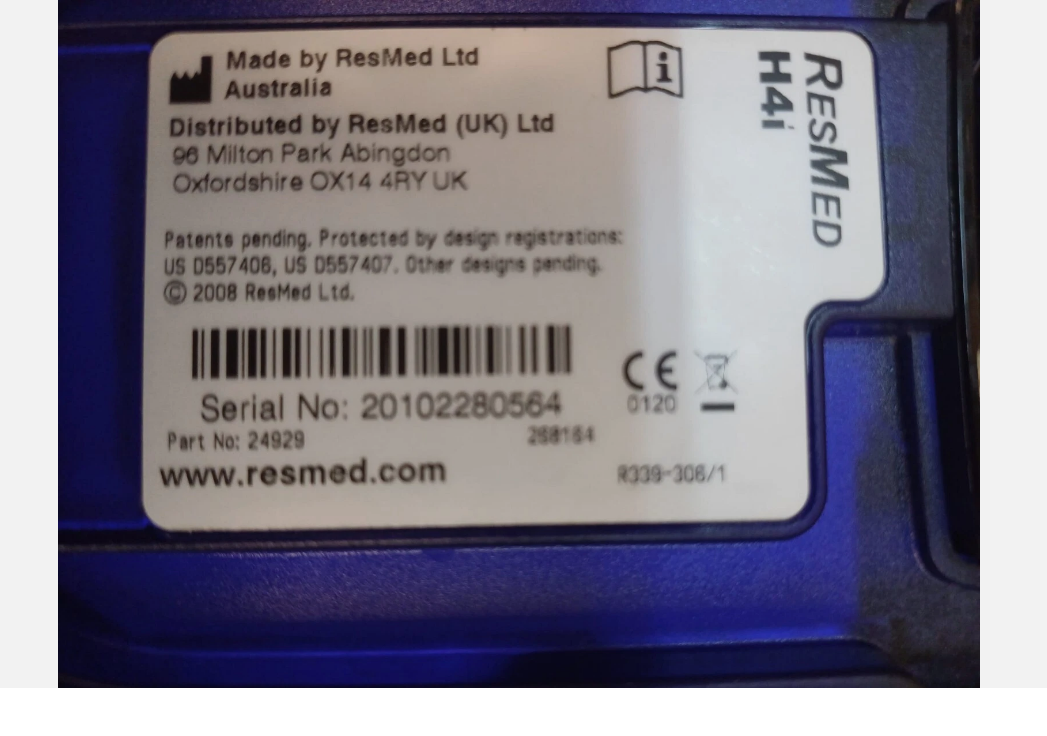 Made by ResMed Ltd
Australia
Distributed by ResMed (UK) Ltd
96 Milton Park Abingdon
Oxfordshire OX14 4RY UK
Patents pending. Protected by design registrations:
US D557406, US D557407. Other designs pending.
© 2008 ResMed Ltd.
Serial No: 20102280564
Part No: 24929
268164
www.resmed.com
i
RESMED
H4i
CE
0120
R339-306/1